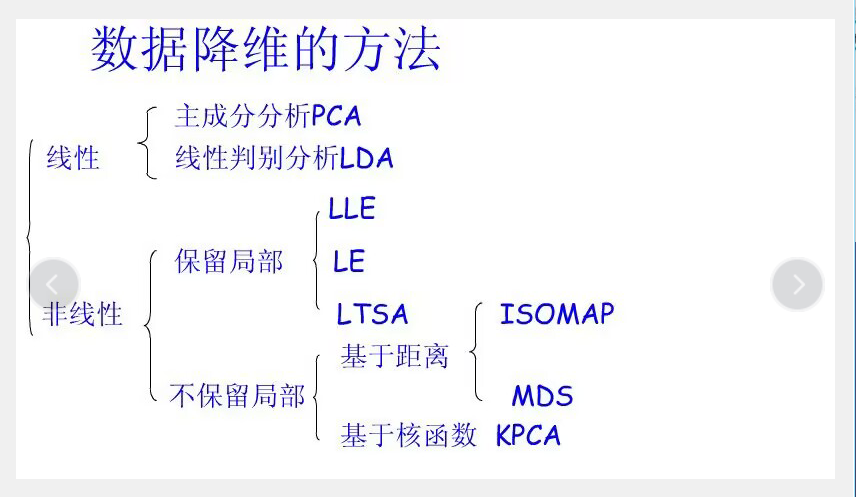 数据降维的方法
主成分分析PCA
线性
线性判别分析LDA
LLE
保留局部
LE
非线性
LTSA
ISOMAP
基于距离
不保留局部
MDS
基于核函数 KPCA